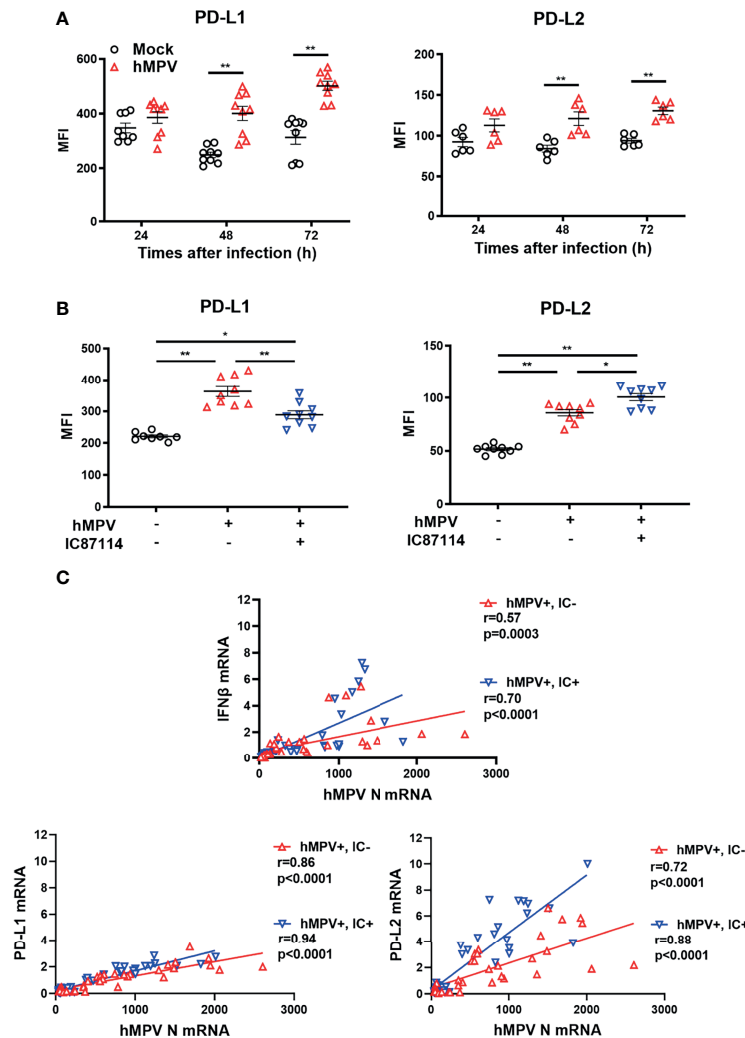 A
PD-L1
PD-L2
Mock
hMPV
**
**
**
**
600
400
200
0
MFI
24 48 72
Times after infection (h)
200
150
100
50
0
MFI
24 48 72
Times after infection (h)
B
PD-L1
PD-L2
*
**
**
**
**
*
500
400
300
200
100
0
MFI
150
100
50
0
MFI
hMPV - + +
IC87114 - - +
hMPV - + +
IC87114 - - +
C
12
10
8
6
4
2
0
IFNβ mRNA
0 1000 2000 3000
hMPV N mRNA
hMPV+, IC-
r=0.57
p=0.0003
hMPV+, IC+
r=0.70
p<0.0001
12
10
8
6
4
2
0
PD-L1 mRNA
0 1000 2000 3000
hMPV N mRNA
hMPV+, IC-
r=0.86
p<0.0001
hMPV+, IC+
r=0.94
p<0.0001
12
10
8
6
4
2
0
PD-L2 mRNA
0 1000 2000 3000
hMPV N mRNA
hMPV+, IC-
r=0.72
p<0.0001
hMPV+, IC+
r=0.88
p<0.0001